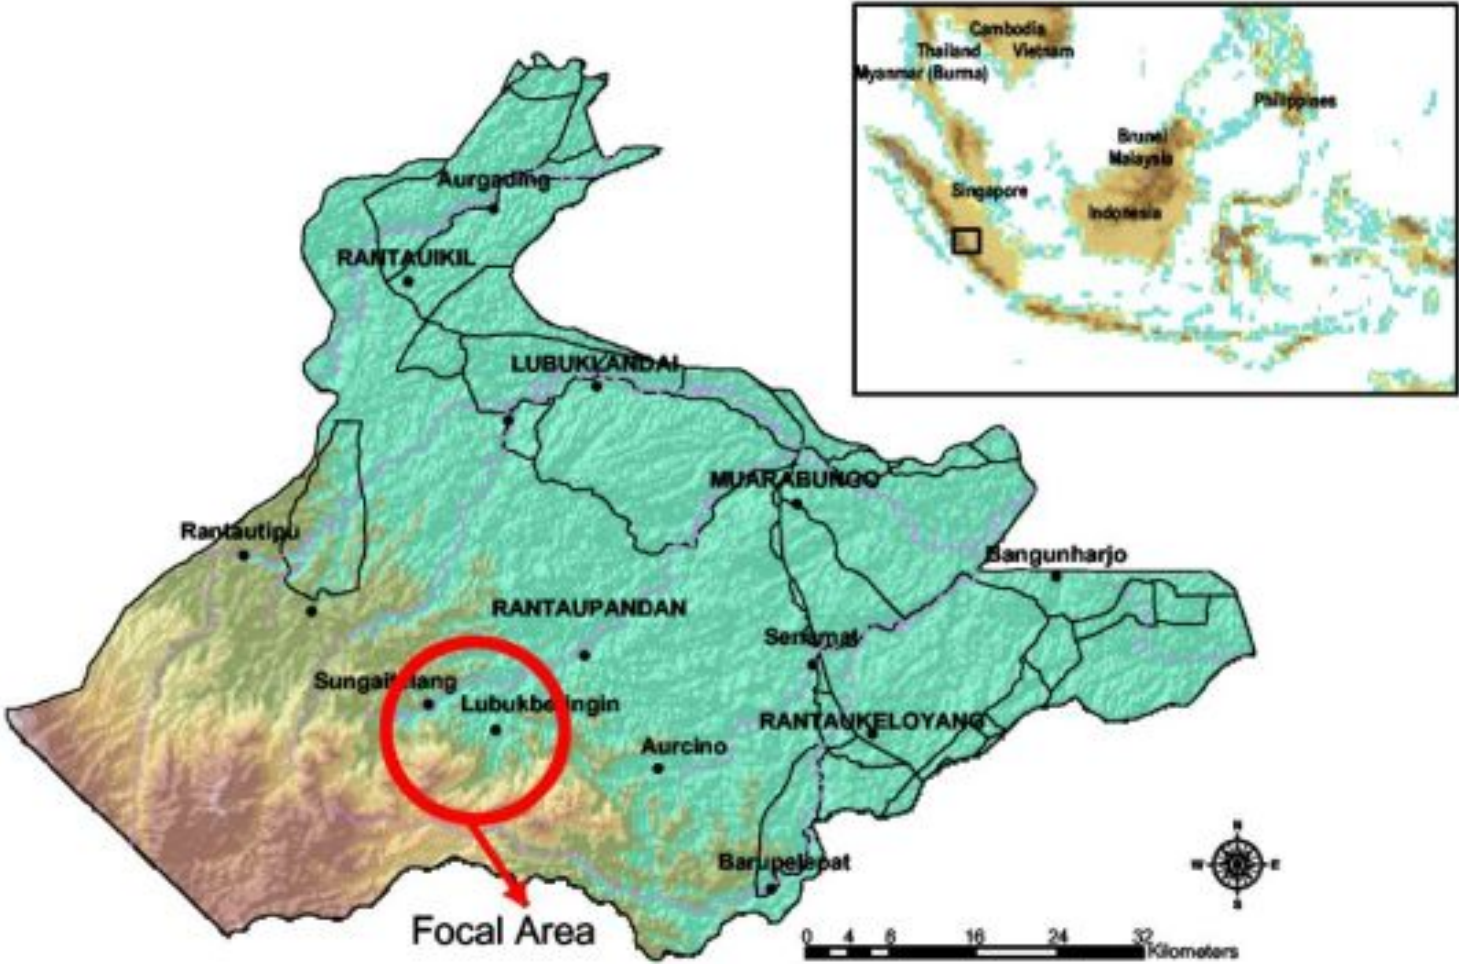 Cambodia
Thailand Vietnam
Myanmar (Burma)
Philippines
Brunei
Malaysia
Singapore
Indonesia
Aurgading
RANTAUIKIL
LUBUKLANDAI
MUARABUNGO
Rantautipu
Bangunharjo
RANTAUPANDAN
Senamat
Lubukberingin
RANTAUKELOYANG
Aurcino
Barupelepat
Focal Area
N
W E
S
0 4 8 16 24 32
Kilometers